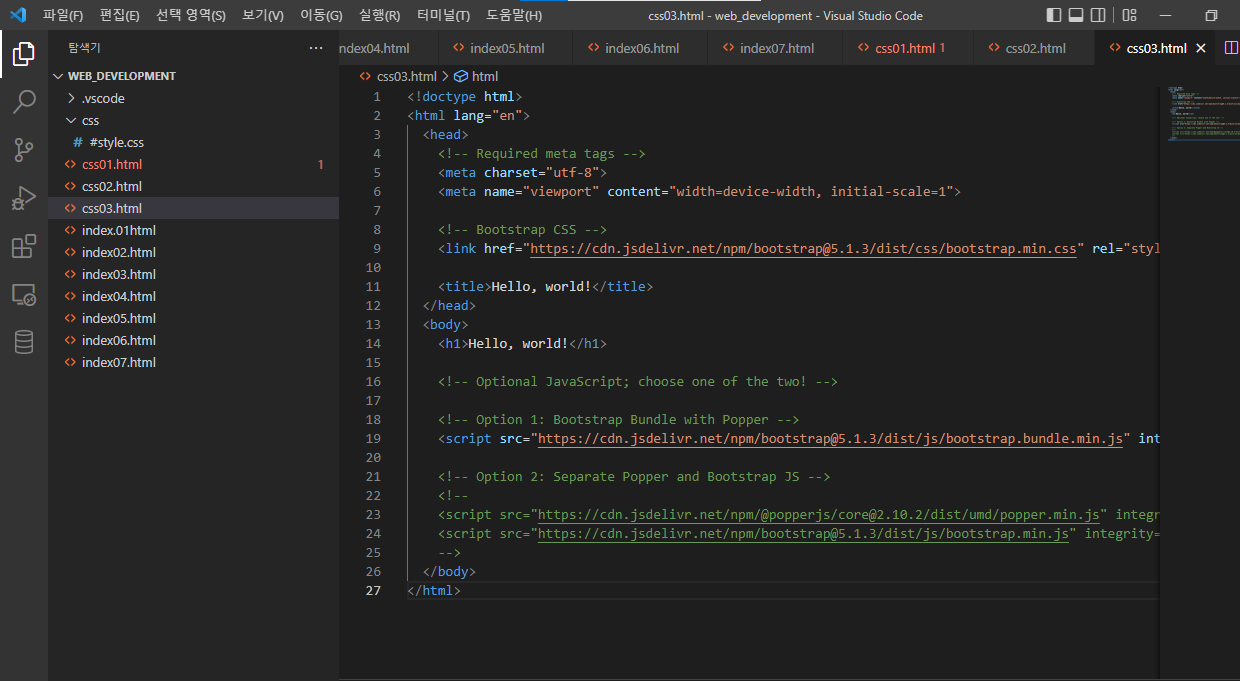 파일(F) 편집(E) 선택 영역(S) 보기(V) 이동(G) 실행(R) 터미널(T) 도움말(H) css03.html - web_development - Visual Studio Code
탐색기 ···
ndex04.html index05.html index06.html index07.html css01.html 1 css02.html css03.html
WEB_DEVELOPMENT
.vscode
css
# #style.css
css01.html 1
css02.html
css03.html
index.01html
index02.html
index03.html
index04.html
index05.html
index06.html
index07.html
css03.html > html
1 <!doctype html>
2 <html lang="en">
3 <head>
4 <!-- Required meta tags -->
5 <meta charset="utf-8">
6 <meta name="viewport" content="width=device-width, initial-scale=1">
7
8 <!-- Bootstrap CSS -->
9 <link href="https://cdn.jsdelivr.net/npm/bootstrap@5.1.3/dist/css/bootstrap.min.css" rel="styl
10
11 <title>Hello, world!</title>
12 </head>
13 <body>
14 <h1>Hello, world!</h1>
15
16 <!-- Optional JavaScript; choose one of the two! -->
17
18 <!-- Option 1: Bootstrap Bundle with Popper -->
19 <script src="https://cdn.jsdelivr.net/npm/bootstrap@5.1.3/dist/js/bootstrap.bundle.min.js" int
20
21 <!-- Option 2: Separate Popper and Bootstrap JS -->
22 <!--
23 <script src="https://cdn.jsdelivr.net/npm/@popperjs/core@2.10.2/dist/umd/popper.min.js" integr
24 <script src="https://cdn.jsdelivr.net/npm/bootstrap@5.1.3/dist/js/bootstrap.min.js" integrity=
25 -->
26 </body>
27 </html>